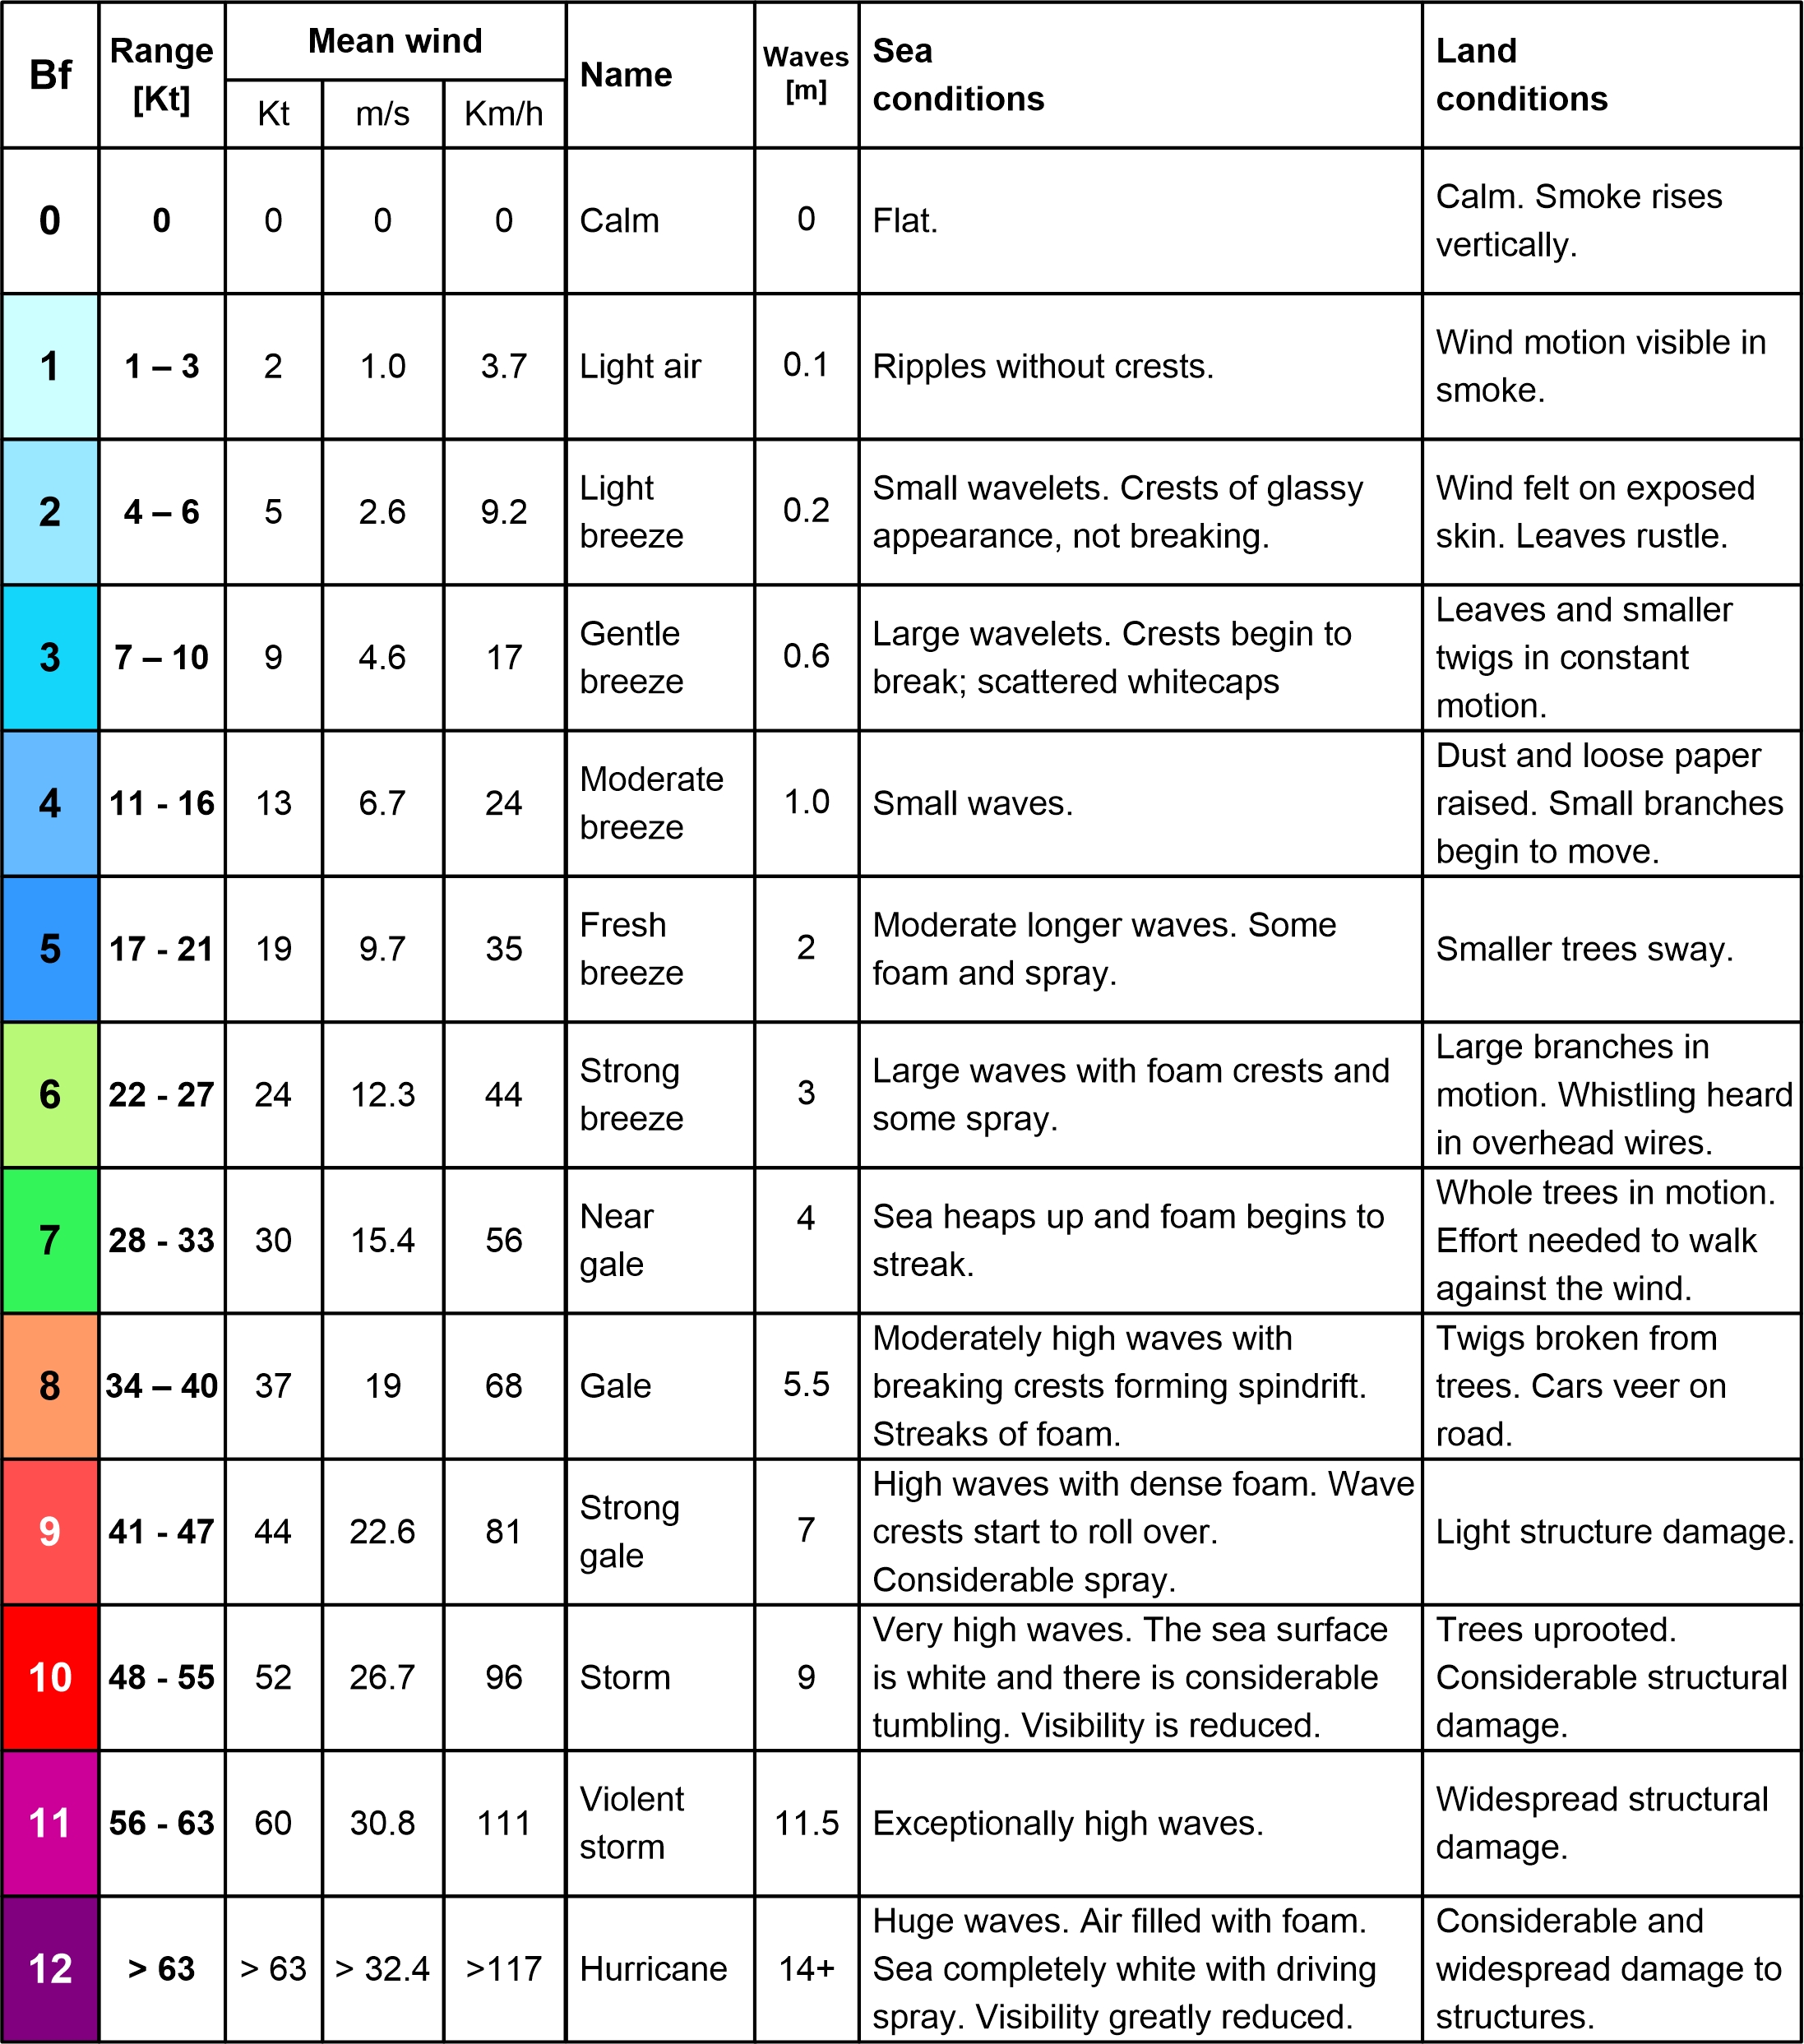 Bf Range [Kt] Mean wind Name Waves [m] Sea conditions Land conditions
Kt m/s Km/h
0 0 0 0 0 Calm 0 Flat. Calm. Smoke rises vertically.
1 1 – 3 2 1.0 3.7 Light air 0.1 Ripples without crests. Wind motion visible in smoke.
2 4 – 6 5 2.6 9.2 Light breeze 0.2 Small wavelets. Crests of glassy appearance, not breaking. Wind felt on exposed skin. Leaves rustle.
3 7 – 10 9 4.6 17 Gentle breeze 0.6 Large wavelets. Crests begin to break; scattered whitecaps Leaves and smaller twigs in constant motion.
4 11 - 16 13 6.7 24 Moderate breeze 1.0 Small waves. Dust and loose paper raised. Small branches begin to move.
5 17 - 21 19 9.7 35 Fresh breeze 2 Moderate longer waves. Some foam and spray. Smaller trees sway.
6 22 - 27 24 12.3 44 Strong breeze 3 Large waves with foam crests and some spray. Large branches in motion. Whistling heard in overhead wires.
7 28 - 33 30 15.4 56 Near gale 4 Sea heaps up and foam begins to streak. Whole trees in motion. Effort needed to walk against the wind.
8 34 – 40 37 19 68 Gale 5.5 Moderately high waves with breaking crests forming spindrift. Streaks of foam. Twigs broken from trees. Cars veer on road.
9 41 - 47 44 22.6 81 Strong gale 7 High waves with dense foam. Wave crests start to roll over. Considerable spray. Light structure damage.
10 48 - 55 52 26.7 96 Storm 9 Very high waves. The sea surface is white and there is considerable tumbling. Visibility is reduced. Trees uprooted. Considerable structural damage.
11 56 - 63 60 30.8 111 Violent storm 11.5 Exceptionally high waves. Widespread structural damage.
12 > 63 > 63 > 32.4 >117 Hurricane 14+ Huge waves. Air filled with foam. Sea completely white with driving spray. Visibility greatly reduced. Considerable and widespread damage to structures.